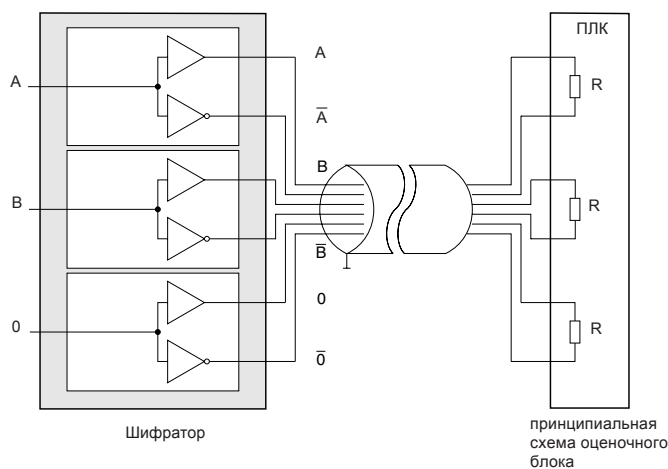 ПЛК
A
A
R
A̅
B
B
R
B̅
0
0
R
0̅
Шифратор
принципиальная
схема оценочного
блока